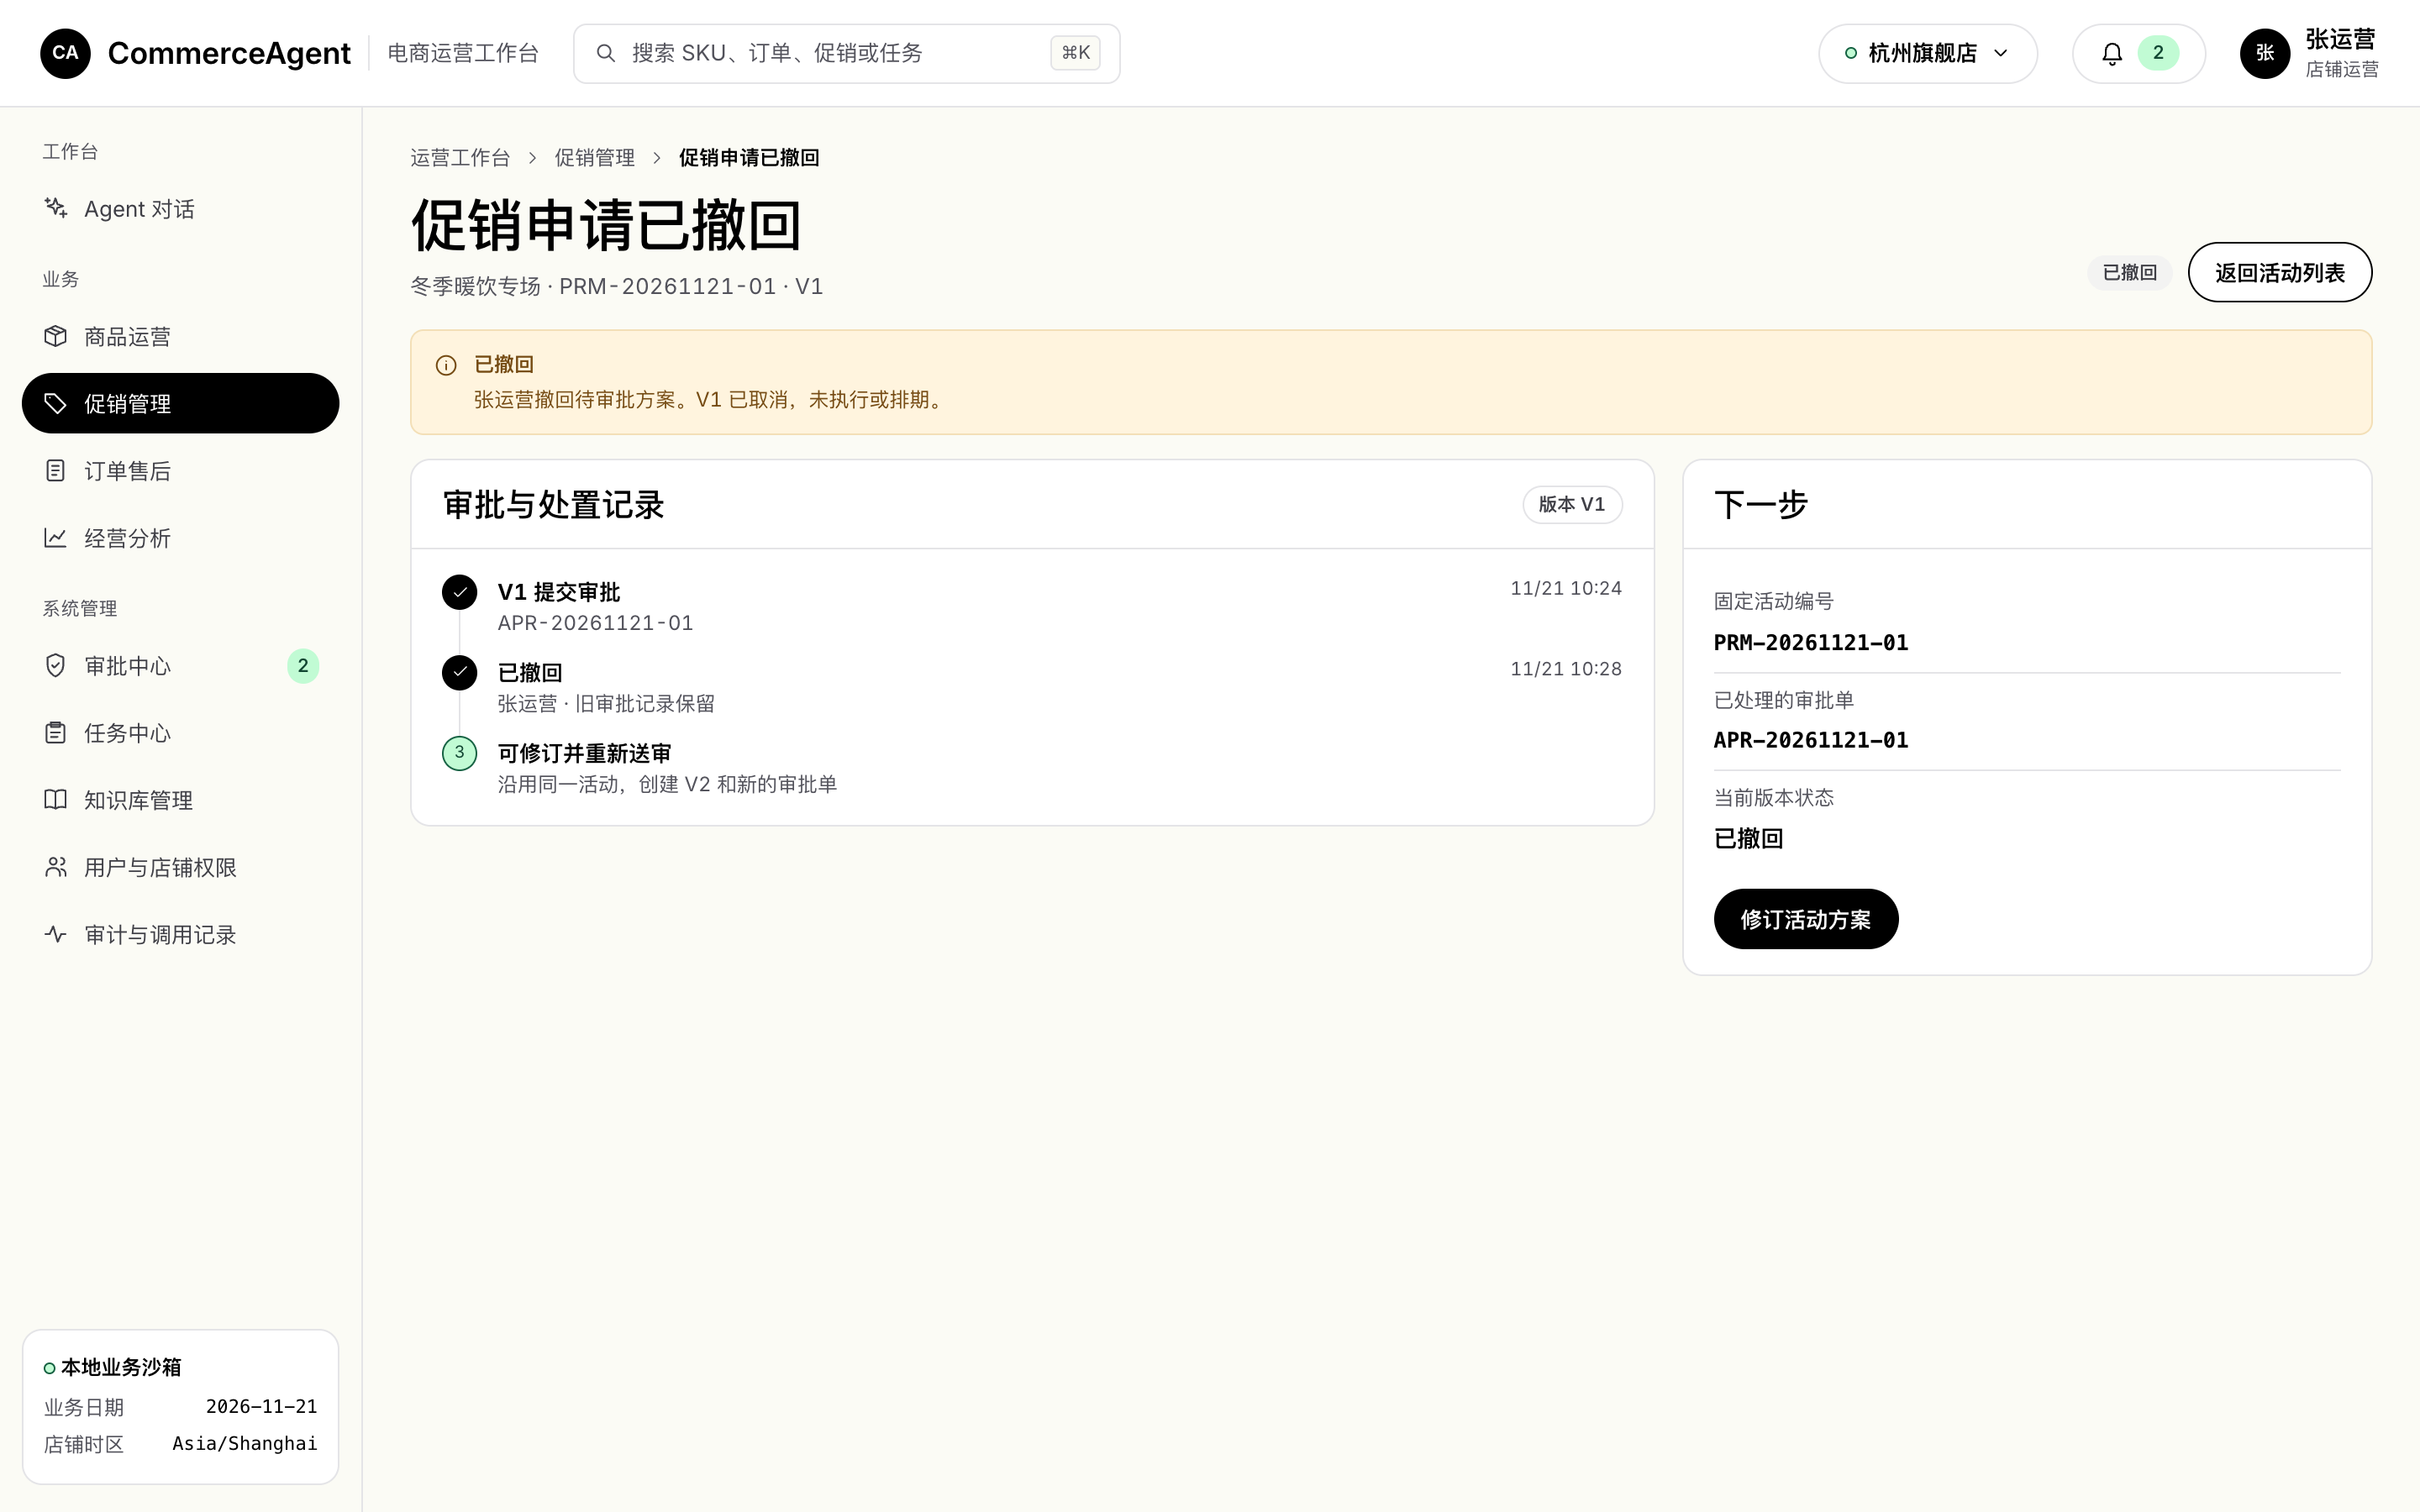 CA CommerceAgent 电商运营工作台
搜索 SKU、订单、促销或任务 ⌘K
杭州旗舰店
2
张 张运营
店铺运营
工作台
Agent 对话
业务
商品运营
促销管理
订单售后
经营分析
系统管理
审批中心 2
任务中心
知识库管理
用户与店铺权限
审计与调用记录
本地业务沙箱
业务日期 2026-11-21
店铺时区 Asia/Shanghai
运营工作台 > 促销管理 > 促销申请已撤回
促销申请已撤回
冬季暖饮专场 · PRM-20261121-01 · V1
已撤回 返回活动列表
已撤回
张运营撤回待审批方案。V1 已取消，未执行或排期。
审批与处置记录 版本 V1
V1 提交审批 11/21 10:24
APR-20261121-01
已撤回 11/21 10:28
张运营 · 旧审批记录保留
3 可修订并重新送审
沿用同一活动，创建 V2 和新的审批单
下一步
固定活动编号
PRM-20261121-01
已处理的审批单
APR-20261121-01
当前版本状态
已撤回
修订活动方案